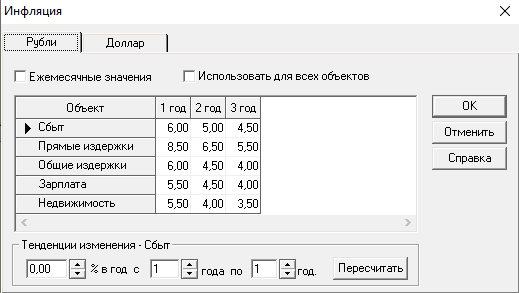 Инфляция
Рубли Доллар
Ежемесячные значения Использовать для всех объектов
Объект 1 год 2 год 3 год
Сбыт 6,00 5,00 4,50
Прямые издержки 8,50 6,50 5,50
Общие издержки 6,00 4,50 4,00
Зарплата 5,50 4,50 4,00
Недвижимость 5,50 4,00 3,50
OK
Отменить
Справка
Тенденции изменения - Сбыт
0,00 % в год с 1 года по 1 год. Пересчитать